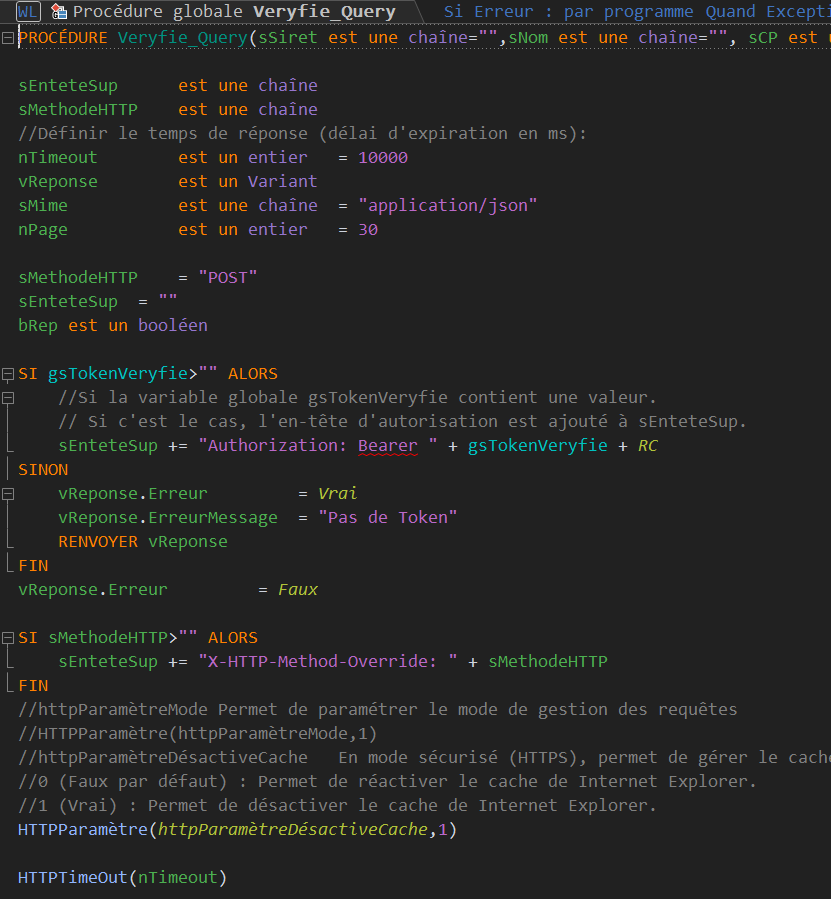 WL Procédure globale Veryfie_Query Si Erreur : par programme Quand Excepti
PROCÉDURE Veryfie_Query(sSiret est une chaîne="",sNom est une chaîne="", sCP est
sEnteteSup est une chaîne
sMethodeHTTP est une chaîne
//Définir le temps de réponse (délai d'expiration en ms):
nTimeout est un entier = 10000
vReponse est un Variant
sMime est une chaîne = "application/json"
nPage est un entier = 30
sMethodeHTTP = "POST"
sEnteteSup = ""
bRep est un booléen
SI gsTokenVeryfie>"" ALORS
//Si la variable globale gsTokenVeryfie contient une valeur.
// Si c'est le cas, l'en-tête d'autorisation est ajouté à sEnteteSup.
sEnteteSup += "Authorization: Bearer " + gsTokenVeryfie + RC
SINON
vReponse.Erreur = Vrai
vReponse.ErreurMessage = "Pas de Token"
RENVOYER vReponse
FIN
vReponse.Erreur = Faux
SI sMethodeHTTP>"" ALORS
sEnteteSup += "X-HTTP-Method-Override: " + sMethodeHTTP
FIN
//httpParamètreMode Permet de paramétrer le mode de gestion des requêtes
//HTTPParamètre(httpParamètreMode,1)
//httpParamètreDésactiveCache En mode sécurisé (HTTPS), permet de gérer le cache
//0 (Faux par défaut) : Permet de réactiver le cache de Internet Explorer.
//1 (Vrai) : Permet de désactiver le cache de Internet Explorer.
HTTPParamètre(httpParamètreDésactiveCache,1)
HTTPTimeOut(nTimeout)